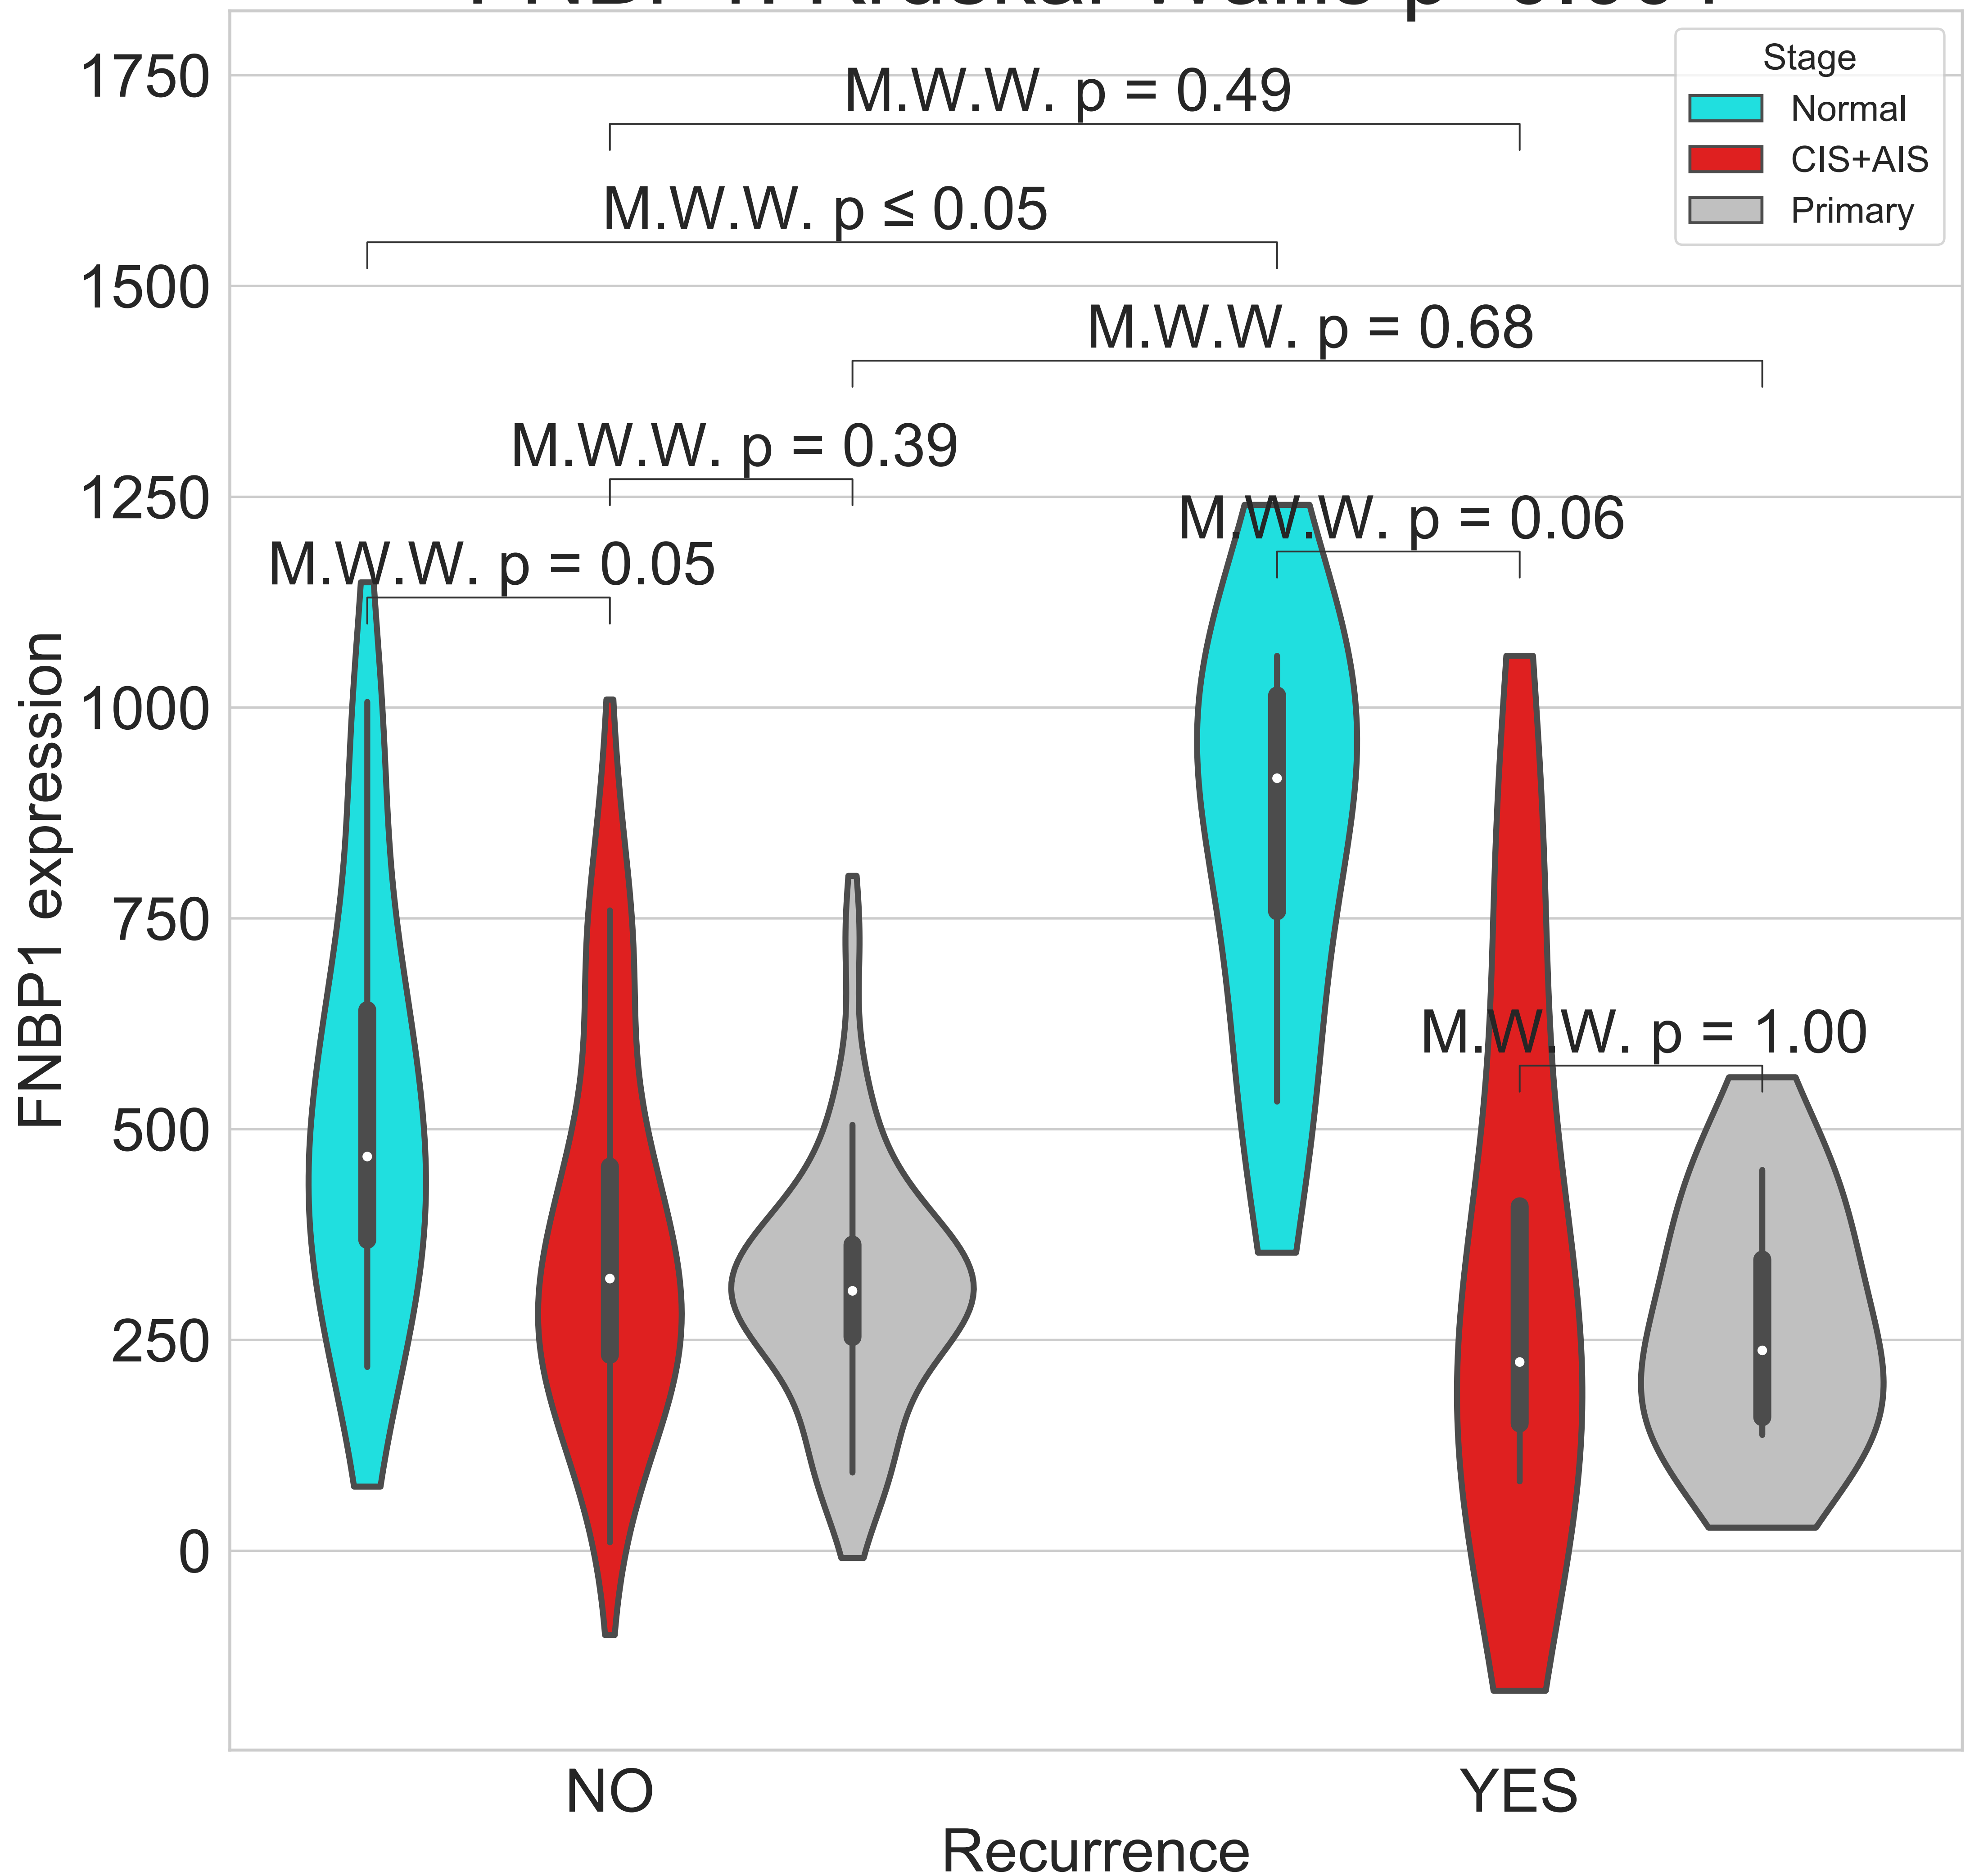 Stage
Normal
CIS+AIS
Primary
M.W.W. p = 0.49
M.W.W. p ≤ 0.05
M.W.W. p = 0.68
M.W.W. p = 0.39
M.W.W. p = 0.06
M.W.W. p = 0.05
M.W.W. p = 1.00
1750
1500
1250
1000
750
500
250
0
FNBP1 expression
NO
YES
Recurrence